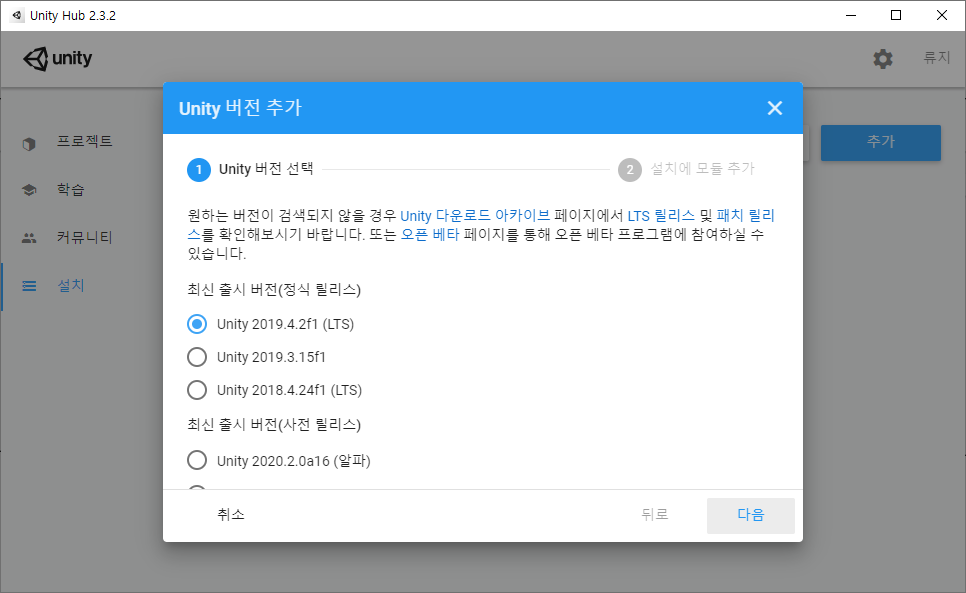 Unity Hub 2.3.2
unity
류지
프로젝트
학습
커뮤니티
설치
추가
Unity 버전 추가
1 Unity 버전 선택
2 설치에 모듈 추가
원하는 버전이 검색되지 않을 경우 Unity 다운로드 아카이브 페이지에서 LTS 릴리스 및 패치 릴리
스를 확인해보시기 바랍니다. 또는 오픈 베타 페이지를 통해 오픈 베타 프로그램에 참여하실 수
있습니다.
최신 출시 버전(정식 릴리스)
Unity 2019.4.2f1 (LTS)
Unity 2019.3.15f1
Unity 2018.4.24f1 (LTS)
최신 출시 버전(사전 릴리스)
Unity 2020.2.0a16 (알파)
취소
뒤로
다음